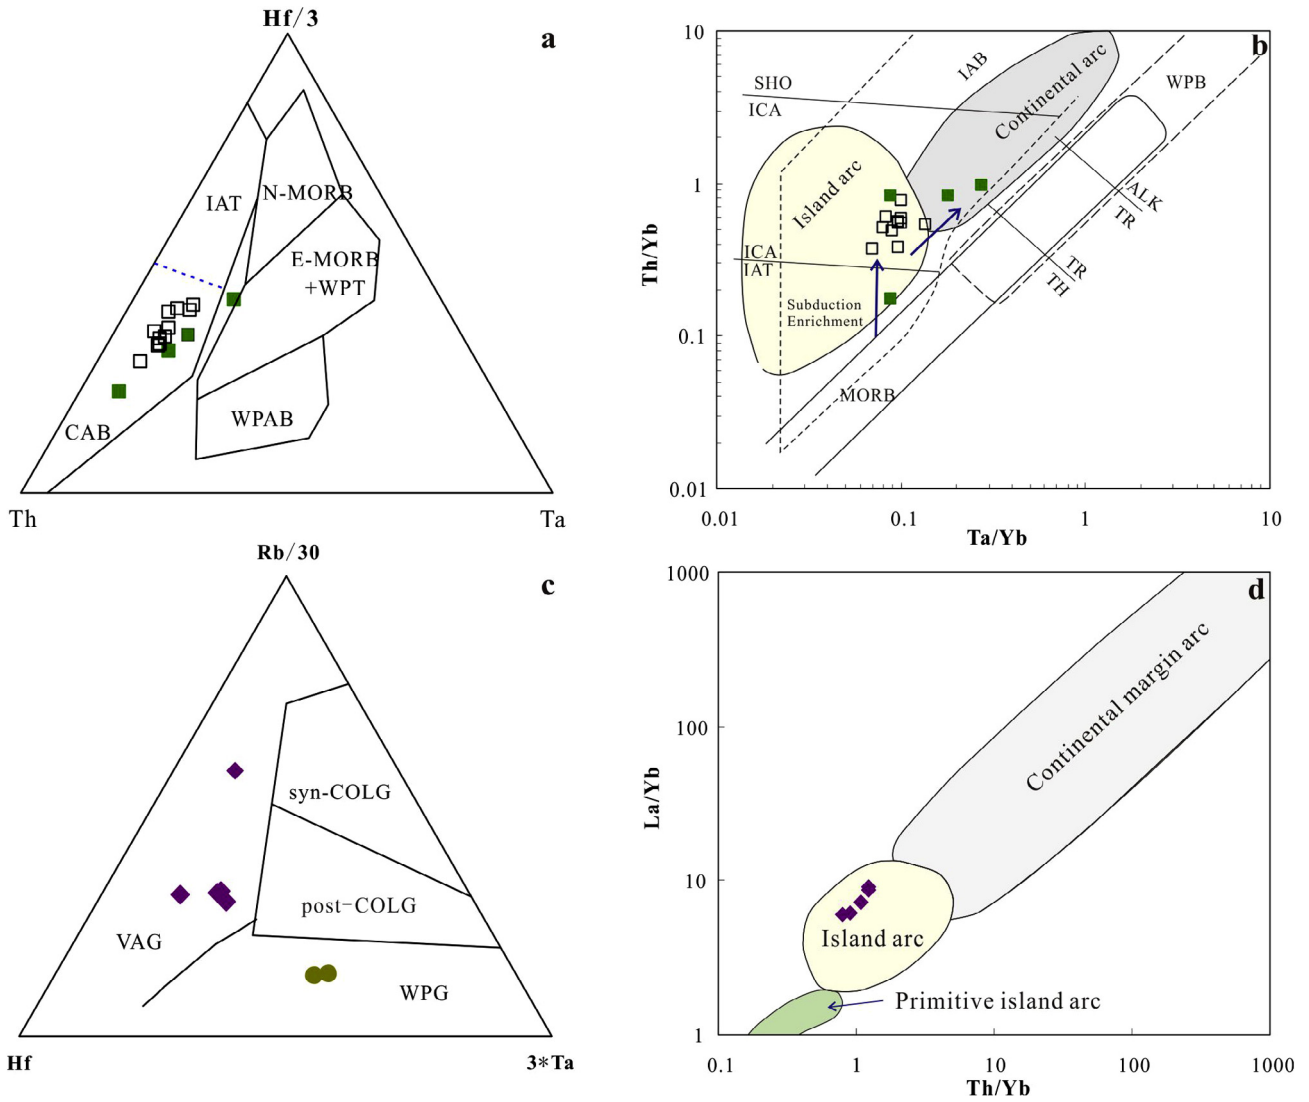 Hf/3
a
IAT
N-MORB
E-MORB
+WPT
WPAB
CAB
Th
Ta
b
10
1
0.1
0.01
Th/Yb
SHO
ICA
IAB
Continental arc
WPB
Island arc
ICA
IAT
ALK
TR
TR
TH
Subduction
Enrichment
MORB
0.01
0.1
1
10
Ta/Yb
Rb/30
c
syn-COLG
post-COLG
VAG
WPG
Hf
3*Ta
d
1000
100
10
1
La/Yb
Continental margin arc
Island arc
Primitive island arc
0.1
1
10
100
1000
Th/Yb